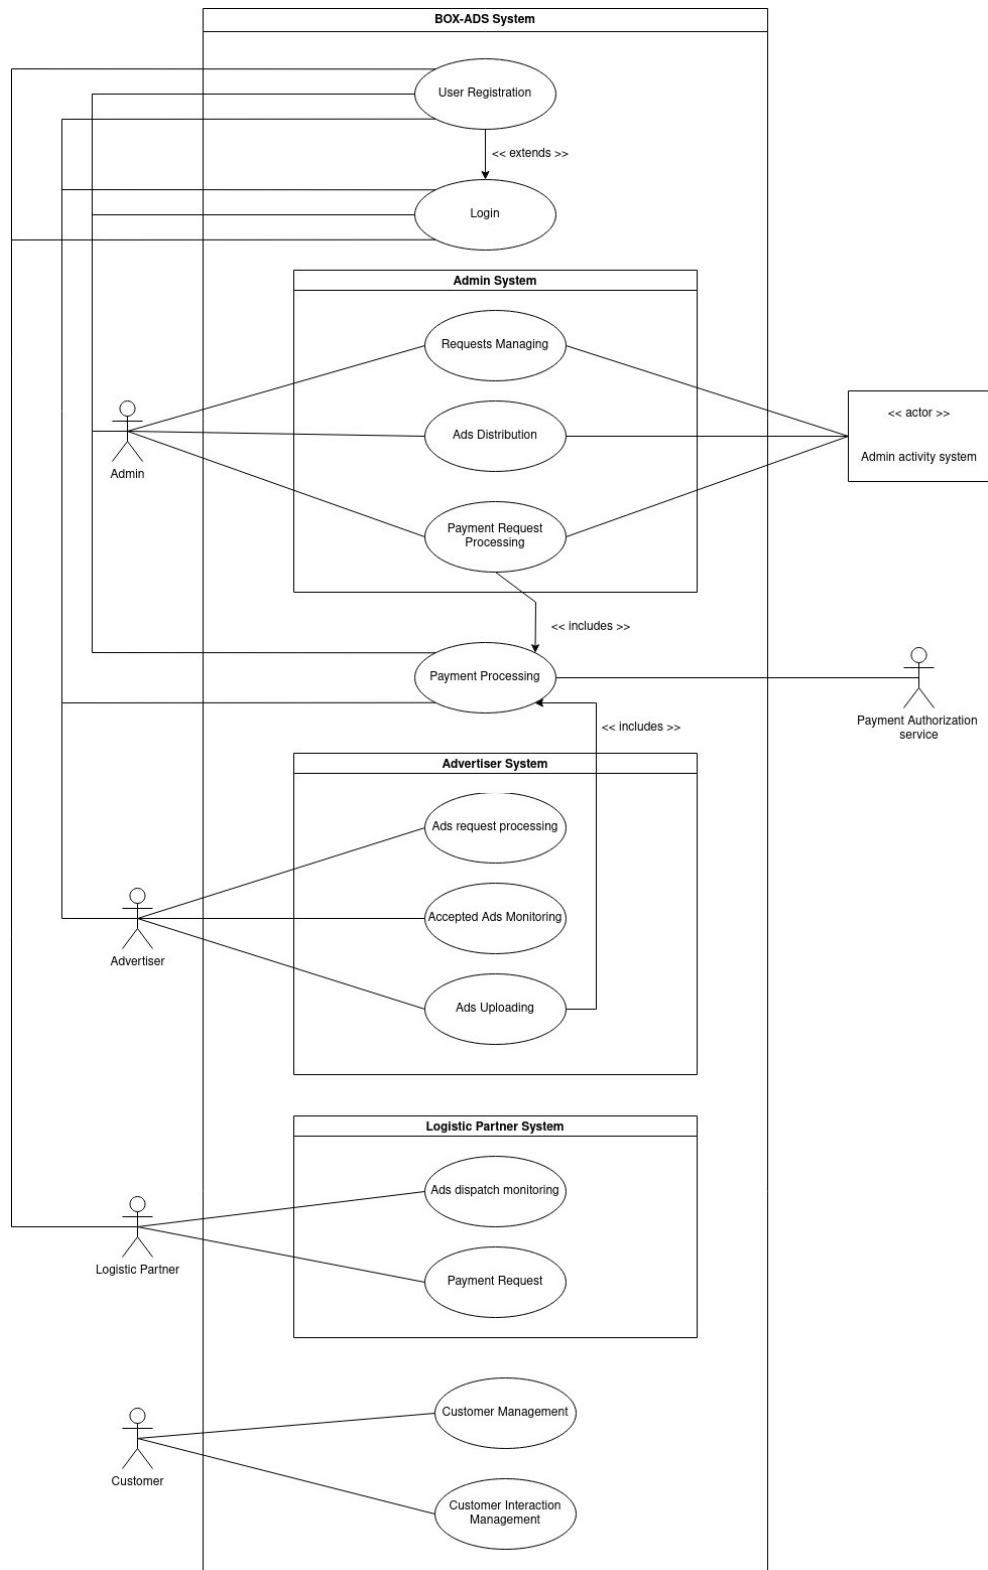 BOX-ADS System
User Registration
<< extends >>
Login
Admin System
Requests Managing
<< actor >>
Ads Distribution
Admin activity system
Admin
Payment Request
Processing
<< includes >>
Payment Processing
Payment Authorization
service
<< includes >>
Advertiser System
Ads request processing
Accepted Ads Monitoring
Advertiser
Ads Uploading
Logistic Partner System
Ads dispatch monitoring
Logistic Partner
Payment Request
Customer Management
Customer
Customer Interaction
Management